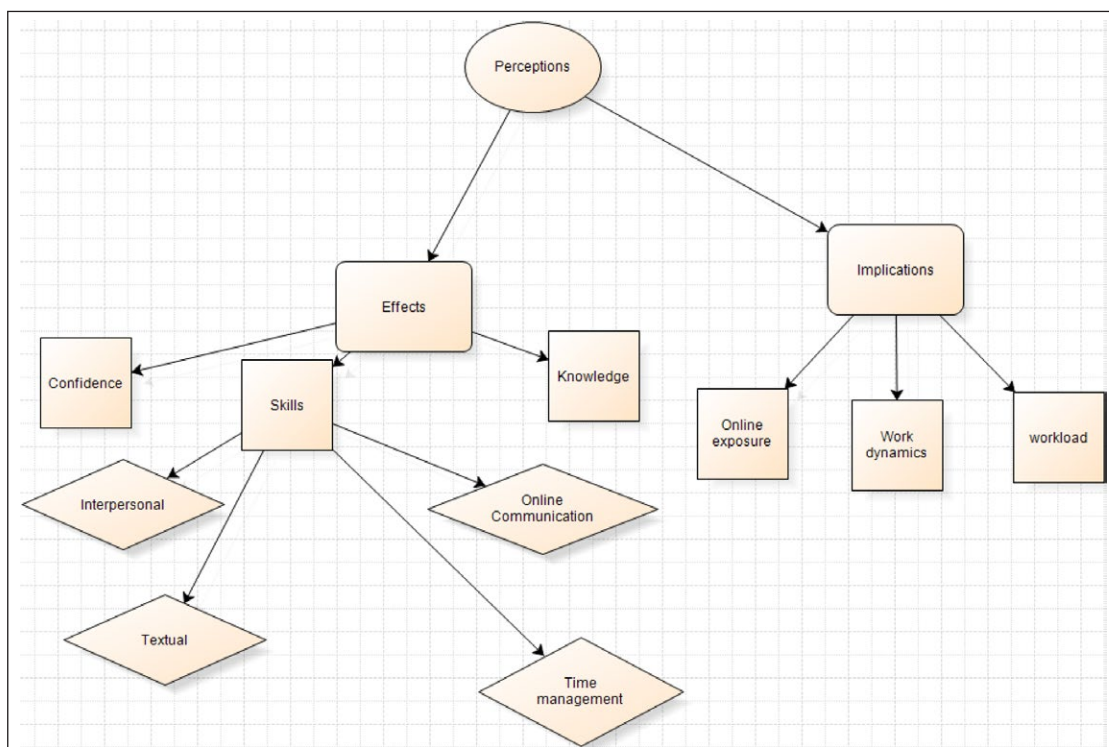 Perceptions
Implications
Effects
Confidence
Skills
Knowledge
Online
exposure
Work
dynamics
workload
Interpersonal
Online
Communication
Textual
Time
management